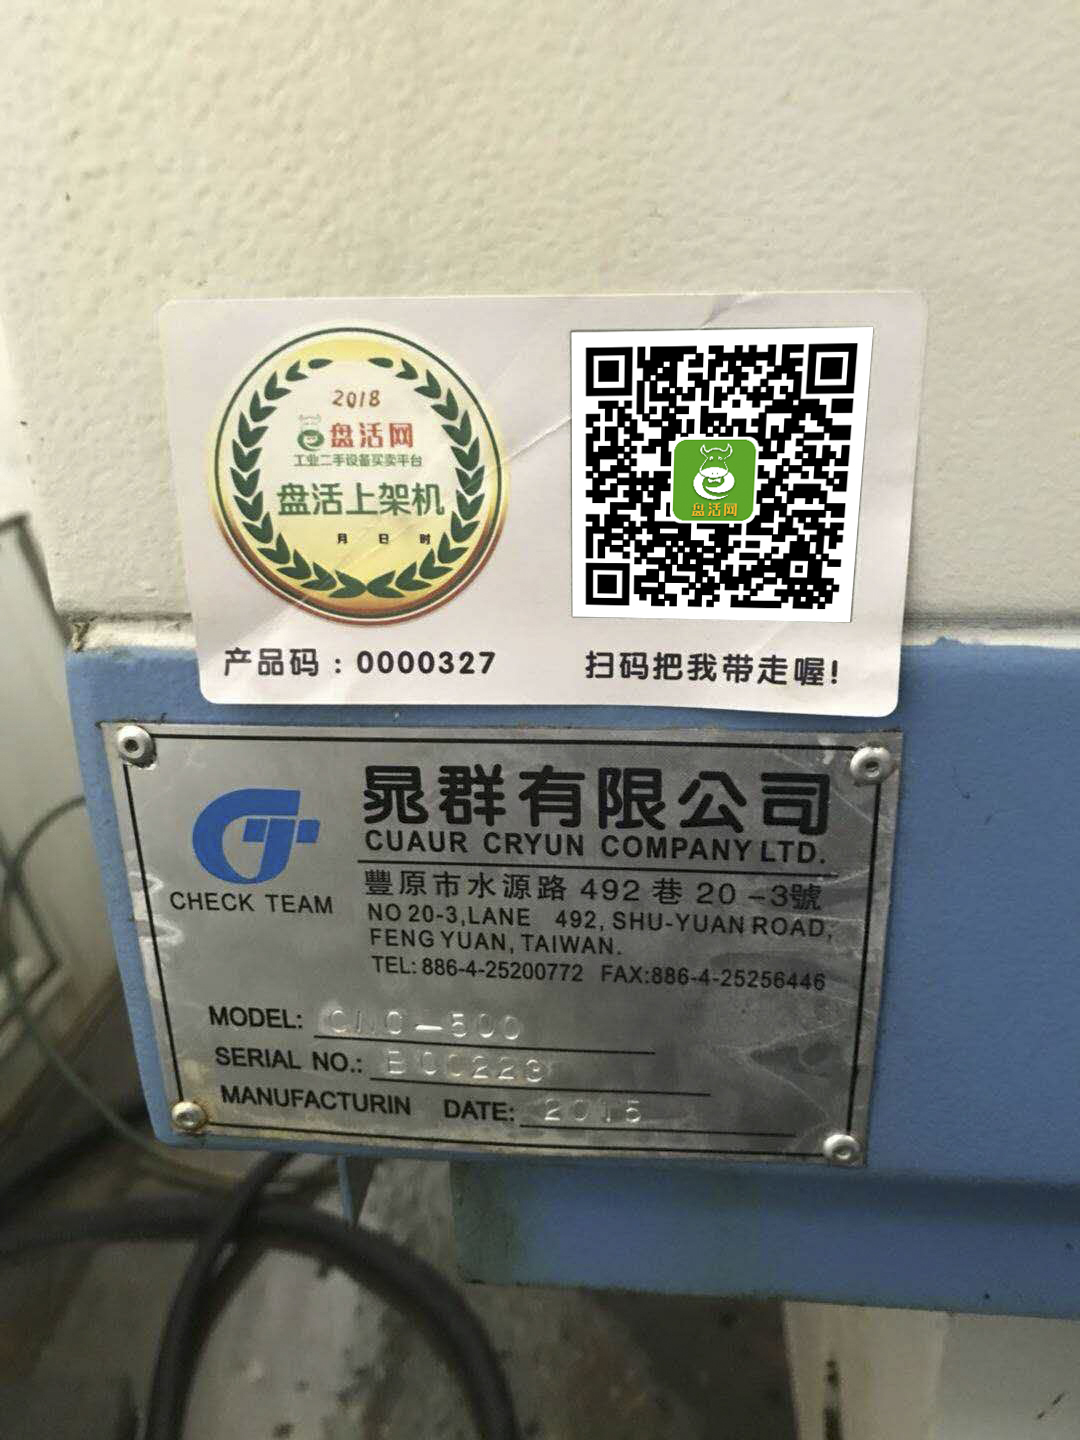 2018
盘活网
工业二手设备买卖平台
盘活上架机
月 日 时
盘活网
产品码：0000327
扫码把我带走喔!
晁群有限公司
CUAUR CRYUN COMPANY LTD.
CHECK TEAM
豐原市水源路 492 巷 20 -3號
NO 20-3, LANE 492, SHU-YUAN ROAD,
FENG YUAN, TAIWAN.
TEL: 886-4-25200772 FAX:886-4-25256446
MODEL: CNC-500
SERIAL NO.: B00223
MANUFACTURIN DATE: 2015